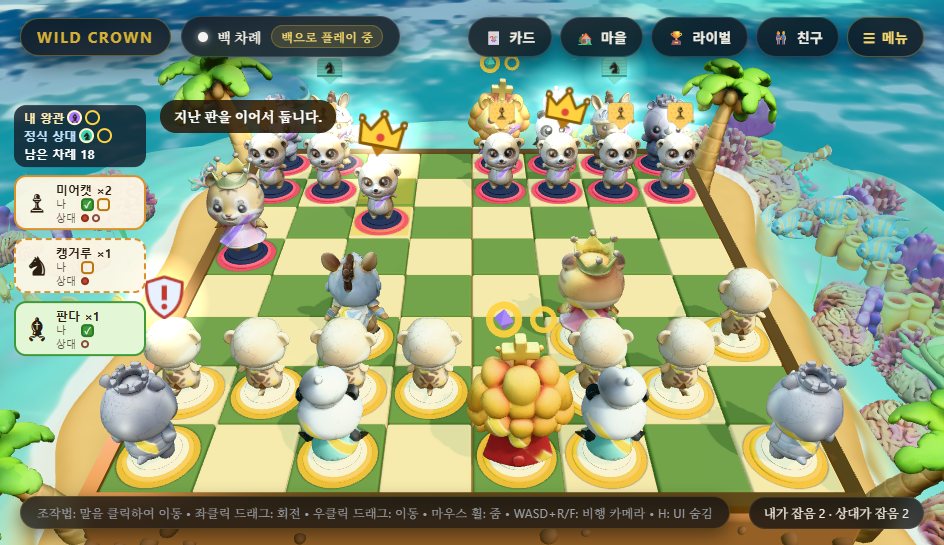 WILD CROWN
백 차례
백으로 플레이 중
카드
마을
라이벌
친구
메뉴
내 왕관
정식 상대
남은 차례 18
지난 판을 이어서 둡니다.
미어캣 ×2
나
상대
캥거루 ×1
나
상대
판다 ×1
나
상대
조작법: 말을 클릭하여 이동 • 좌클릭 드래그: 회전 • 우클릭 드래그: 이동 • 마우스 휠: 줌 • WASD+R/F: 비행 카메라 • H: UI 숨김
내가 잡음 2 · 상대가 잡음 2